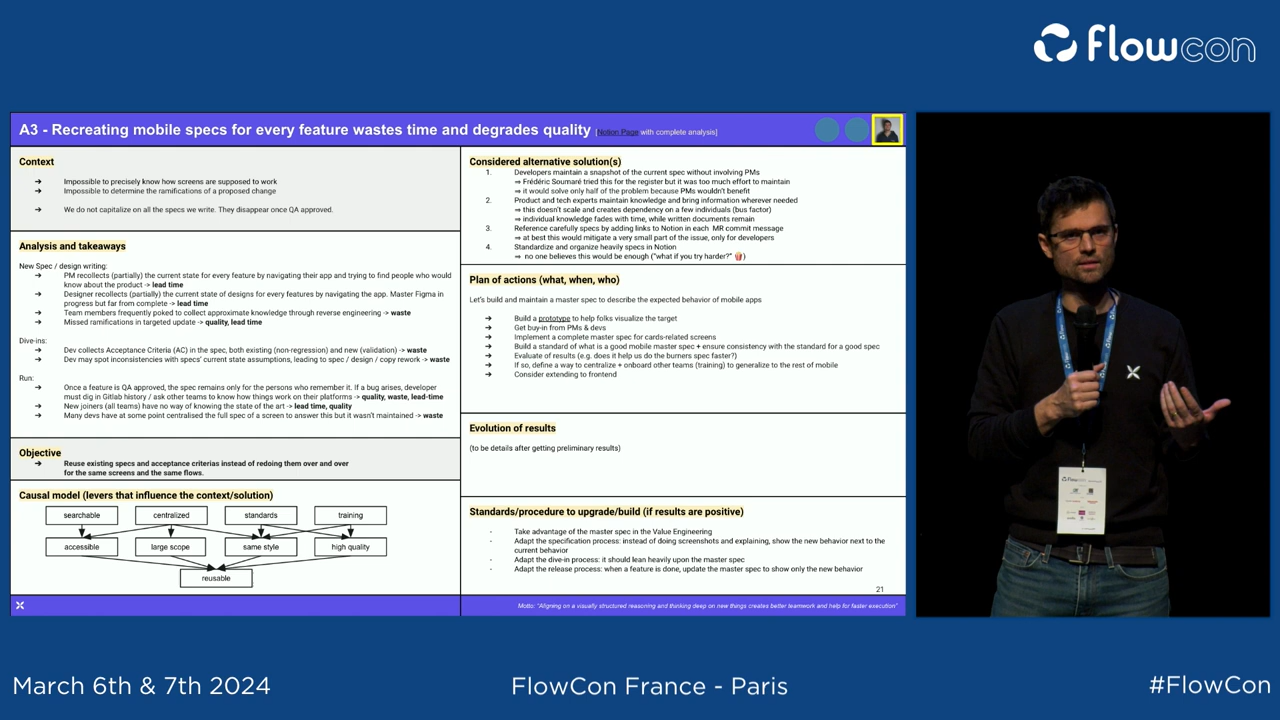 flowcon
A3 - Recreating mobile specs for every feature wastes time and degrades quality [Notion Page with complete analysis]
Context
➔ Impossible to precisely know how screens are supposed to work
➔ Impossible to determine the ramifications of a proposed change
➔ We do not capitalize on all the specs we write. They disappear once QA approved.
Analysis and takeaways
New Spec / design writing:
➔ PM recollects (partially) the current state for every feature by navigating their app and trying to find people who would
know about the product -> lead time
➔ Designer recollects (partially) the current state of designs for every features by navigating the app. Master Figma in
progress but far from complete -> lead time
➔ Team members frequently poked to collect approximate knowledge through reverse engineering -> waste
➔ Missed ramifications in targeted update -> quality, lead time
Dive-ins:
➔ Dev collects Acceptance Criteria (AC) in the spec, both existing (non-regression) and new (validation) -> waste
➔ Dev may spot inconsistencies with specs' current state assumptions, leading to spec / design / copy rework -> waste
Run:
➔ Once a feature is QA approved, the spec remains only for the persons who remember it. If a bug arises, developer
must dig in Gitlab history / ask other teams to know how things work on their platforms -> quality, waste, lead-time
➔ New joiners (all teams) have no way of knowing the state of the art -> lead time, quality
➔ Many devs have at some point centralised the full spec of a screen to answer this but it wasn't maintained -> waste
Objective
➔ Reuse existing specs and acceptance criterias instead of redoing them over and over
for the same screens and the same flows.
Causal model (levers that influence the context/solution)
searchable centralized standards training
accessible large scope same style high quality
reusable
Considered alternative solution(s)
1. Developers maintain a snapshot of the current spec without involving PMs
⇒ Frédéric Soumaré tried this for the register but it was too much effort to maintain
⇒ it would solve only half of the problem because PMs wouldn't benefit
2. Product and tech experts maintain knowledge and bring information wherever needed
⇒ this doesn't scale and creates dependency on a few individuals (bus factor)
⇒ individual knowledge fades with time, while written documents remain
3. Reference carefully specs by adding links to Notion in each MR commit message
⇒ at best this would mitigate a very small part of the issue, only for developers
4. Standardize and organize heavily specs in Notion
⇒ no one believes this would be enough ("what if you try harder?" 🍿)
Plan of actions (what, when, who)
Let's build and maintain a master spec to describe the expected behavior of mobile apps
➔ Build a prototype to help folks visualize the target
➔ Get buy-in from PMs & devs
➔ Implement a complete master spec for cards-related screens
➔ Build a standard of what is a good mobile master spec + ensure consistency with the standard for a good spec
➔ Evaluate of results (e.g. does it help us do the burners spec faster?)
➔ If so, define a way to centralize + onboard other teams (training) to generalize to the rest of mobile
➔ Consider extending to frontend
Evolution of results
(to be details after getting preliminary results)
Standards/procedure to upgrade/build (if results are positive)
- Take advantage of the master spec in the Value Engineering
- Adapt the specification process: instead of doing screenshots and explaining, show the new behavior next to the
current behavior
- Adapt the dive-in process: it should lean heavily upon the master spec
- Adapt the release process: when a feature is done, update the master spec to show only the new behavior
21
Motto: "Aligning on a visually structured reasoning and thinking deep on new things creates better teamwork and help for faster execution"
flowcon
March 6th & 7th 2024
FlowCon France - Paris
#FlowCon